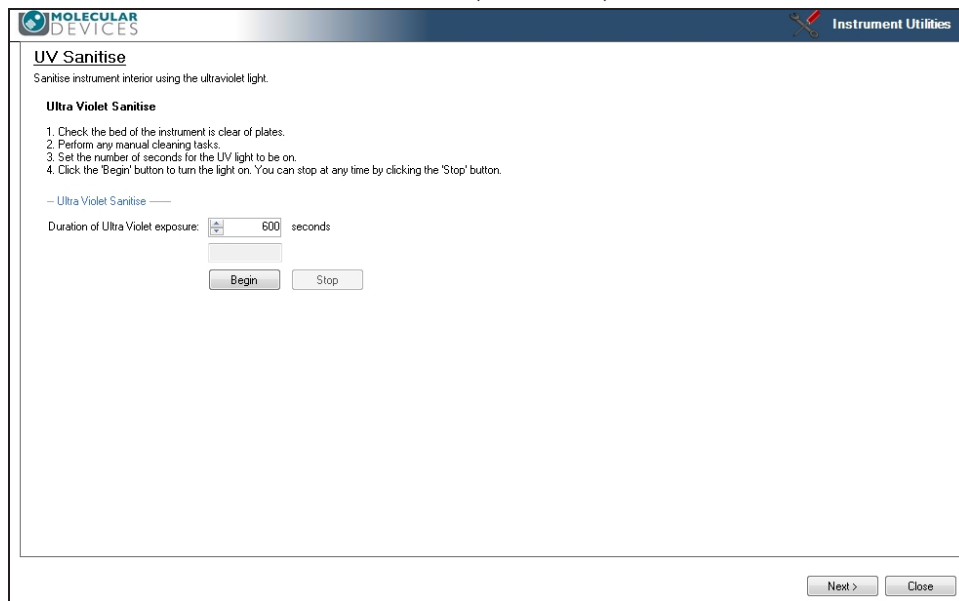 MOLECULAR
DEVICES
Instrument Utilities
UV Sanitise
Sanitise instrument interior using the ultraviolet light.
Ultra Violet Sanitise
1. Check the bed of the instrument is clear of plates.
2. Perform any manual cleaning tasks.
3. Set the number of seconds for the UV light to be on.
4. Click the 'Begin' button to turn the light on. You can stop at any time by clicking the 'Stop' button.
Ultra Violet Sanitise
Duration of Ultra Violet exposure: 600 seconds
Begin Stop
Next > Close